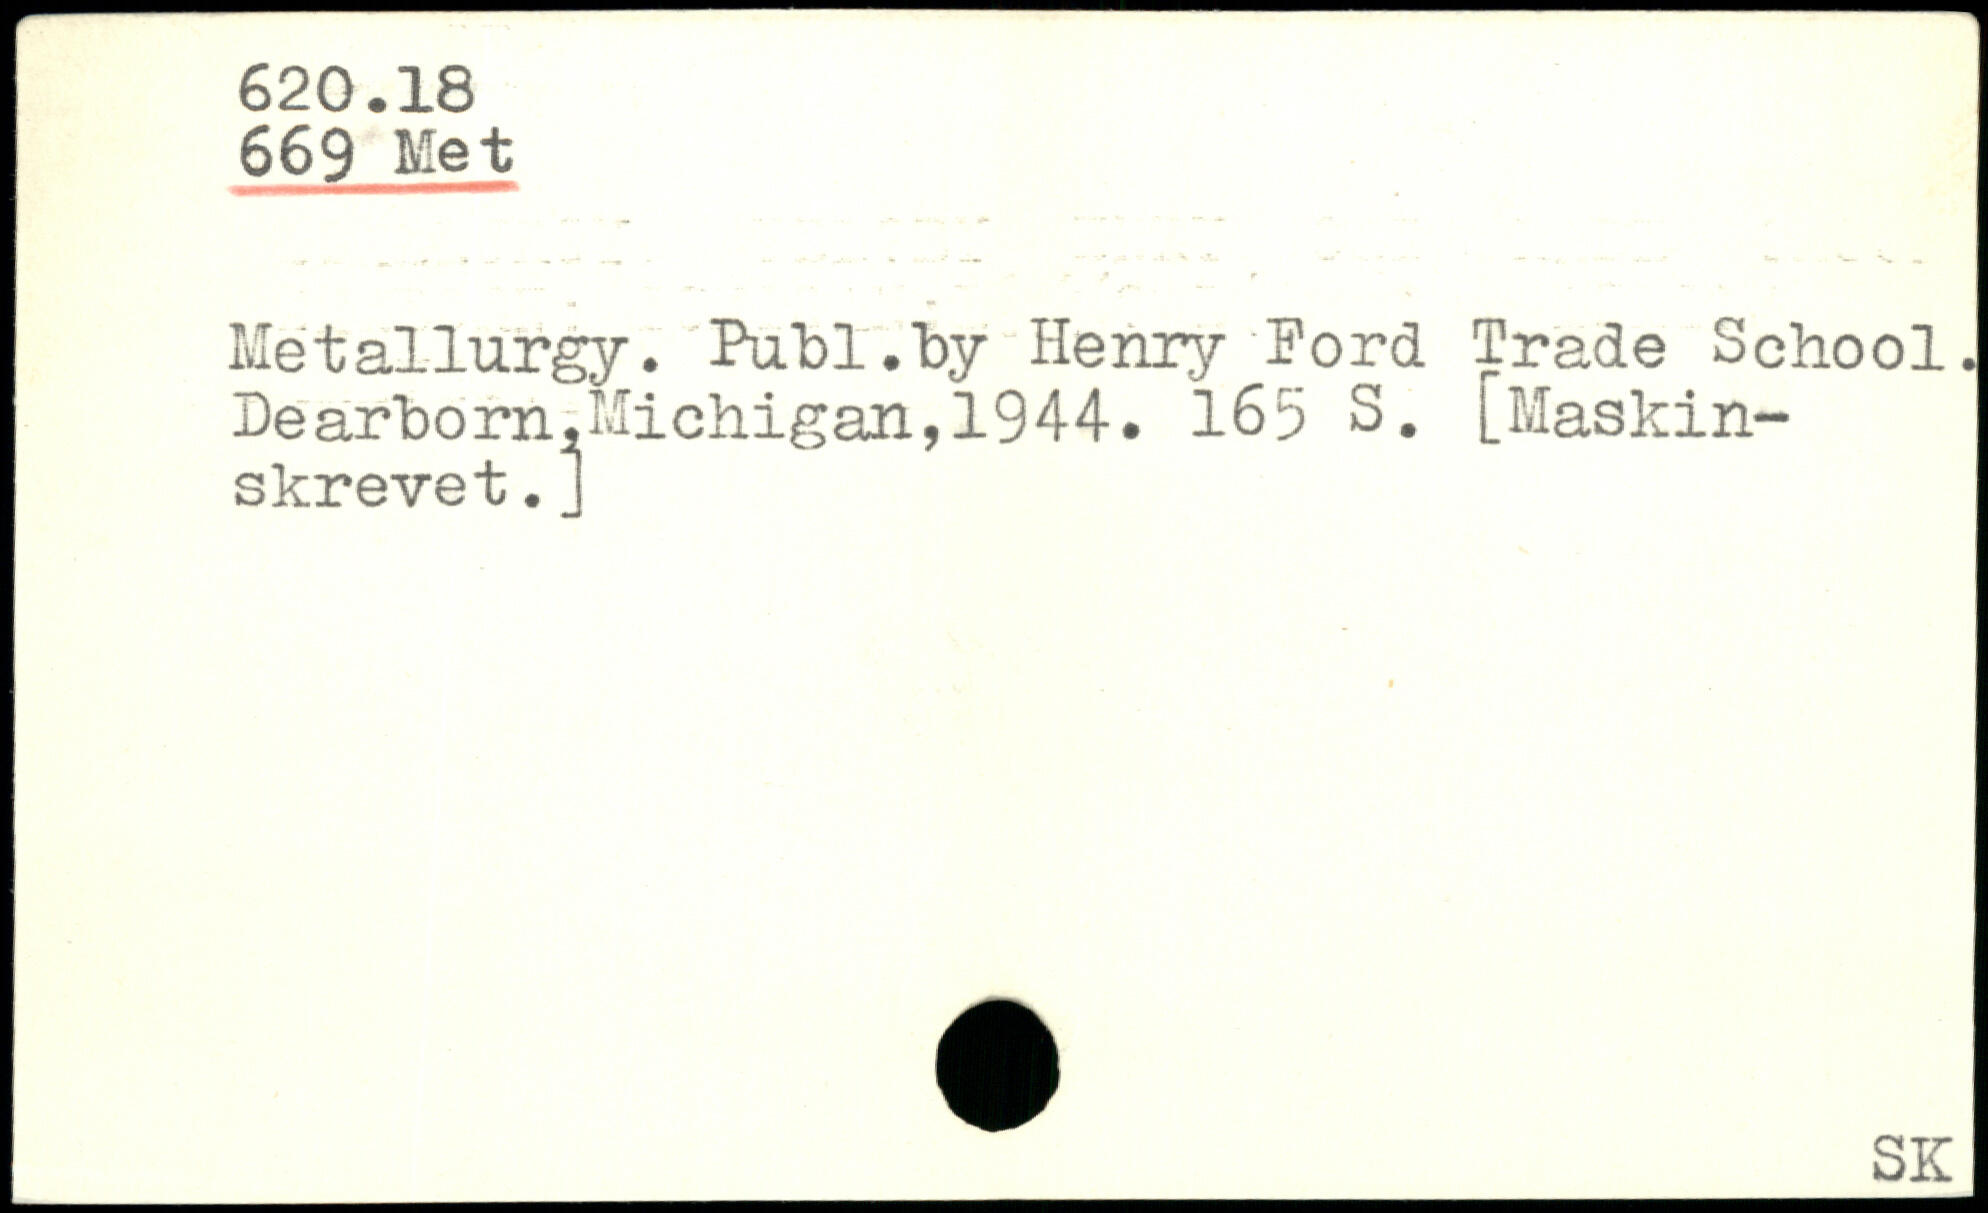 620.18
669 Met
Metallurgy. Publ.by Henry Ford Trade School.
Dearborn,Michigan,1944. 165 S. [Maskin-
skrevet.]
SK